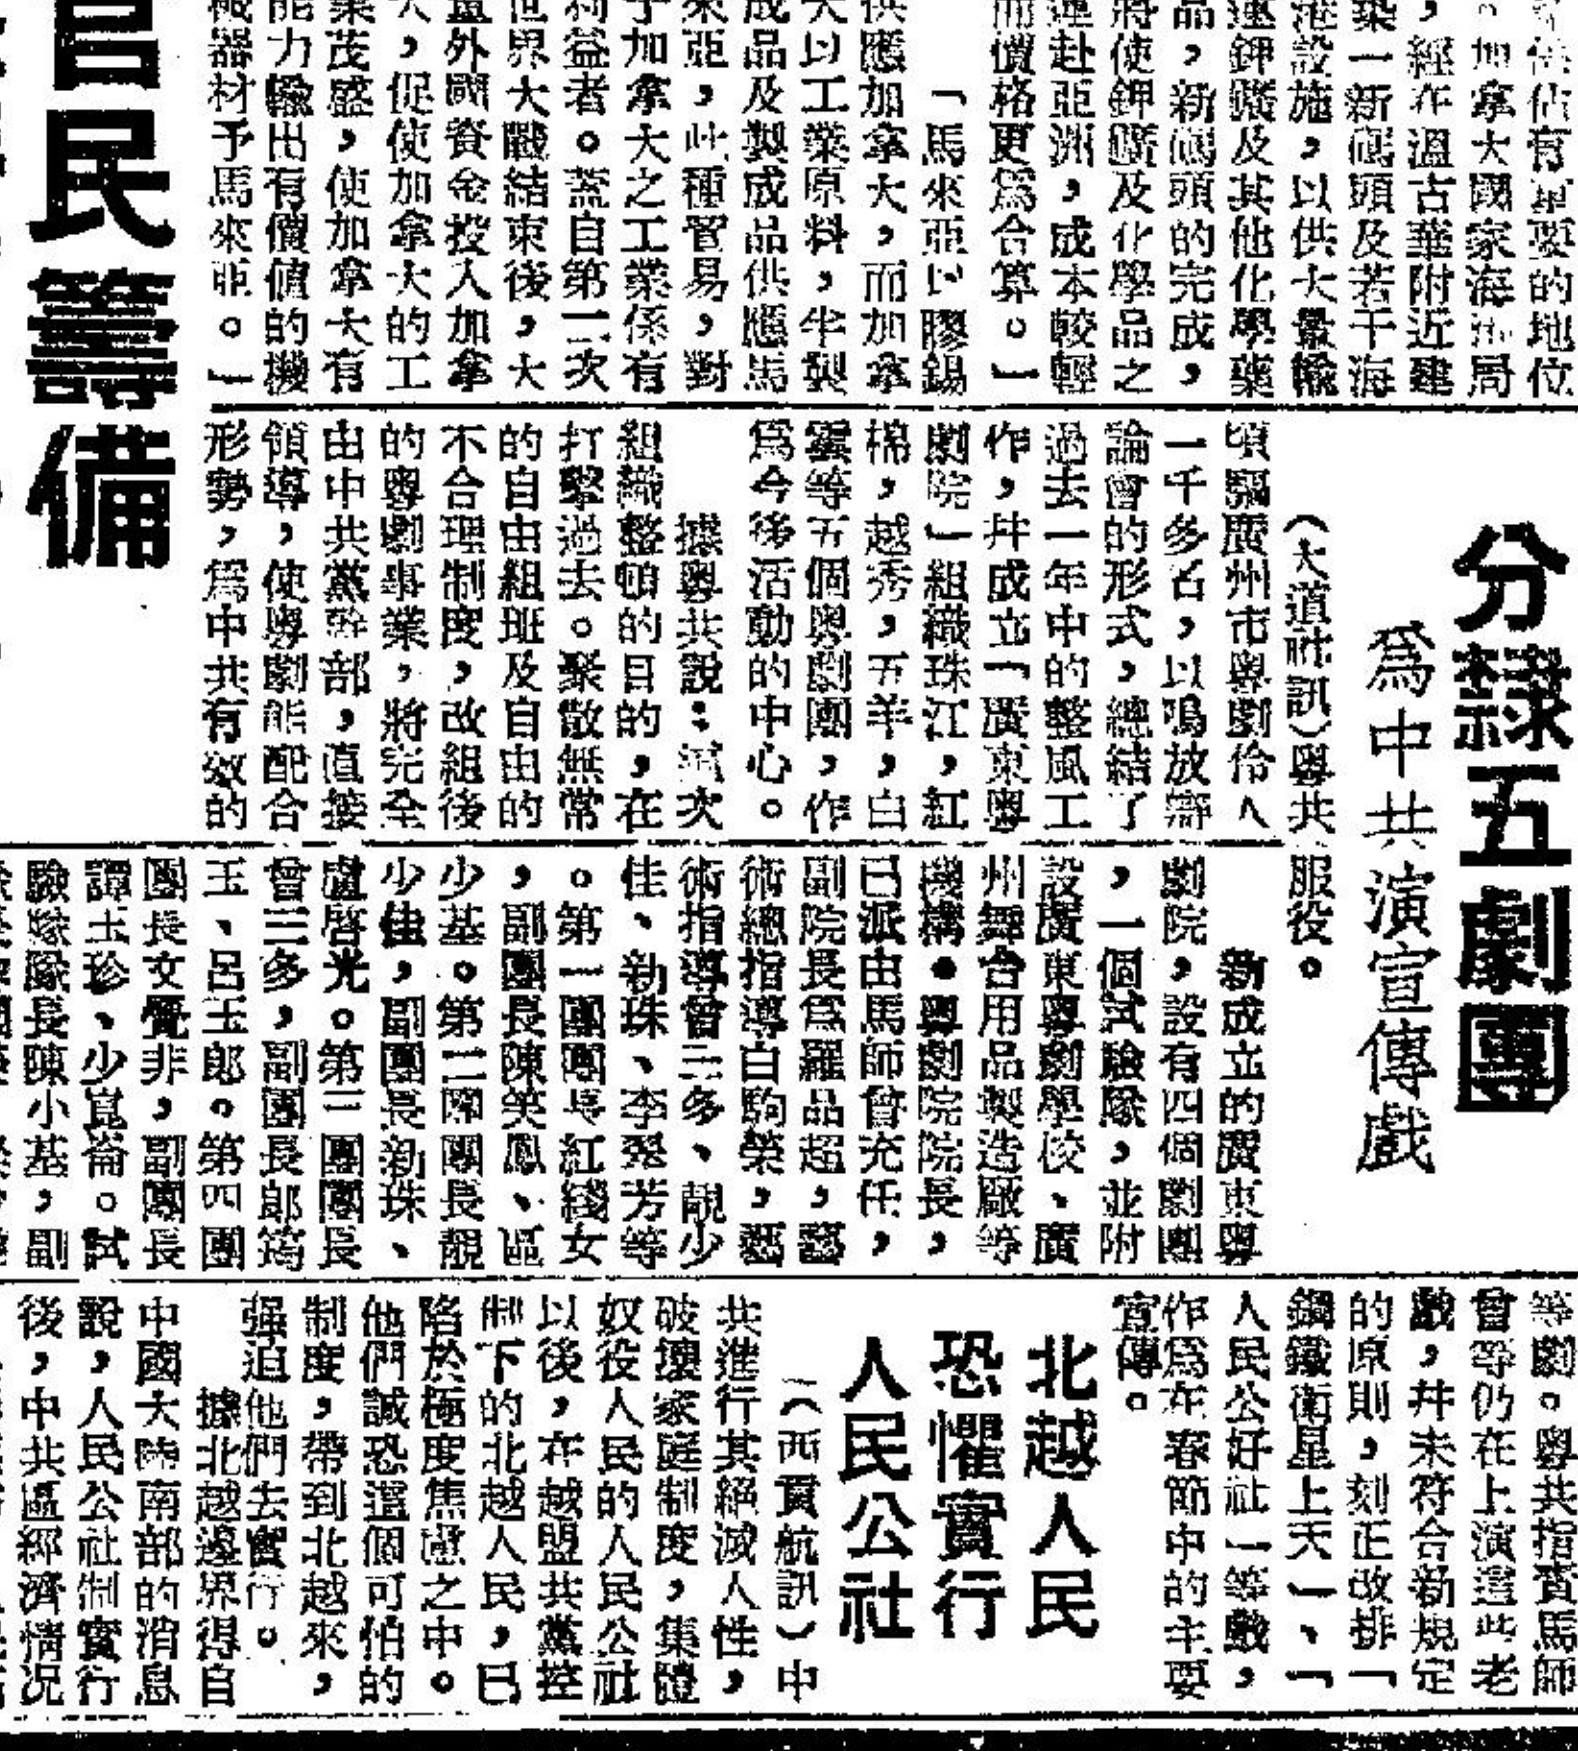 有重要的地位
。加拿大國家海港局
,經在溫古華附近建
築一新碼頭及若干海
港設施,以供大量輸
運鉀礦及其他化學藥
品,新碼頭的完成,
將使鉀礦及化學品之
運赴亞洲,成本較輕
而價格更爲合算。」
「馬來亞以膠錫
供應加拿大,而加拿
大以工業原料,半製
成品及製成品供應馬
來亞,此種貿易,對
于加拿大之工業係有
利益者。蓋自第二次
世界大戰結束後,大
量外國資金投入加拿
大,促使加拿大的工
業茂盛,使加拿大有
能力輸出有價值的機
械器材予馬來亞。」
官民籌備
分隸五劇團
爲中共演宣傳戲
(大道社訊)粵共
頃驅廣州市粵劇伶人
一千多名,以鳴放辯
論會的形式,總結了
過去一年中的整風工
作,幷成立「廣東粵
劇院」組織珠江,紅
棉,越秀,五羊,白
雲等五個粵劇團,作
爲今後活動的中心。
據粵共說:這次
組織整頓的目的,在
打擊過去。聚散無常
的自由組班及自由的
不合理制度,改組後
的粵劇事業,將完全
由中共黨幹部,直接
領導,使粵劇能配合
形勢,爲中共有效的
服役。
新成立的廣東粵
劇院,設有四個劇團
,一個試驗隊,並附
設廣東粵劇學校、廣
州舞台用品製造廠等
機構。粵劇院院長,
已派由馬師曾充任,
副院長爲羅品超,藝
術總指導白駒榮,藝
術指導曾三多、靚少
佳、新珠、李翠芳等
。第一團團長紅綫女
,副團長陳笑鳳、區
少基。第二團團長靚
少佳,副團長新珠、
盧啓光。第三團團長
曾三多,副團長郎筠
玉、呂玉郎。第四團
團長文覺非,副團長
譚玉珍、少崑崙。試
驗隊隊長陳小基,副
等劇。粵共指責馬師
曾等仍在上演這些老
戲,幷未符合新規定
的原則,刻正改排「
鋼鐵衛星上天」、「
人民公好社」等戲,
作爲在春節中的主要
宣傳。
北越人民
恐懼實行
人民公社
(西貢航訊)中
共進行其絕滅人性,
破壞家庭制度,集體
奴役人民的人民公社
以後,在越盟共黨控
制下的北越人民,已
陷於極度焦慮之中。
他們誠恐這個可怕的
制度,帶到北越來,
强迫他們去實行。
據北越邊界得自
中國大陸南部的消息
說,人民公社制實行
後,中共區經濟情况